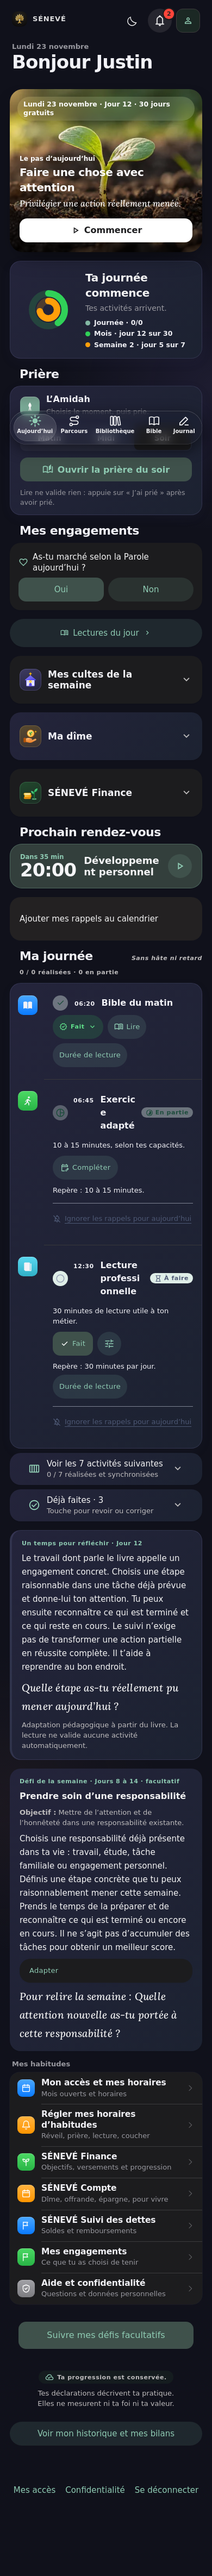 SÉNEVÉ
2
Lundi 23 novembre
Bonjour Justin
Lundi 23 novembre · Jour 12 · 30 jours
gratuits
Le pas d’aujourd’hui
Faire une chose avec
attention
Privilégier une action réellement menée
Commencer
Ta journée
commence
Tes activités arrivent.
Journée · 0/0
Mois · jour 12 sur 30
Semaine 2 · jour 5 sur 7
Prière
L’Amidah
Aujourd’hui
Parcours
Bibliothèque
Bible
Journal
Ouvrir la prière du soir
Lire ne valide rien : appuie sur « J’ai prié » après
avoir prié.
Mes engagements
As-tu marché selon la Parole
aujourd’hui ?
Oui
Non
Lectures du jour
Mes cultes de la
semaine
Ma dîme
SÉNEVÉ Finance
Prochain rendez-vous
Dans 35 min
20:00
Développeme
nt personnel
Ajouter mes rappels au calendrier
Ma journée
Sans hâte ni retard
0 / 0 réalisées · 0 en partie
06:20 Bible du matin
Fait
Lire
Durée de lecture
06:45 Exercic
e
adapté
En partie
10 à 15 minutes, selon tes capacités.
Compléter
Repère : 10 à 15 minutes.
Ignorer les rappels pour aujourd’hui
12:30 Lecture
professi
onnelle
À faire
30 minutes de lecture utile à ton
métier.
Fait
Repère : 30 minutes par jour.
Durée de lecture
Ignorer les rappels pour aujourd’hui
Voir les 7 activités suivantes
0 / 7 réalisées et synchronisées
Déjà faites · 3
Touche pour revoir ou corriger
Un temps pour réfléchir · Jour 12
Le travail dont parle le livre appelle un
engagement concret. Choisis une étape
raisonnable dans une tâche déjà prévue
et donne-lui ton attention. Tu peux
ensuite reconnaître ce qui est terminé et
ce qui reste en cours. Le suivi n’exige
pas de transformer une action partielle
en réussite complète. Il t’aide à
reprendre au bon endroit.
Quelle étape as-tu réellement pu
mener aujourd’hui ?
Adaptation pédagogique à partir du livre. La
lecture ne valide aucune activité
automatiquement.
Défi de la semaine · Jours 8 à 14 · facultatif
Prendre soin d’une responsabilité
Objectif : Mettre de l’attention et de
l’honnêteté dans une responsabilité existante.
Choisis une responsabilité déjà présente
dans ta vie : travail, étude, tâche
familiale ou engagement personnel.
Définis une étape concrète que tu peux
raisonnablement mener cette semaine.
Prends le temps de la préparer et de
reconnaître ce qui est terminé ou encore
en cours. Il ne s’agit pas d’accumuler des
tâches pour obtenir un meilleur score.
Adapter
Pour relire la semaine : Quelle
attention nouvelle as-tu portée à
cette responsabilité ?
Mes habitudes
Mon accès et mes horaires
Mois ouverts et horaires
Régler mes horaires
d’habitudes
Réveil, prière, lecture, coucher
SÉNEVÉ Finance
Objectifs, versements et progression
SÉNEVÉ Compte
Dîme, offrande, épargne, pour vivre
SÉNEVÉ Suivi des dettes
Soldes et remboursements
Mes engagements
Ce que tu as choisi de tenir
Aide et confidentialité
Questions et données personnelles
Suivre mes défis facultatifs
Ta progression est conservée.
Tes déclarations décrivent ta pratique.
Elles ne mesurent ni ta foi ni ta valeur.
Voir mon historique et mes bilans
Mes accès
Confidentialité
Se déconnecter